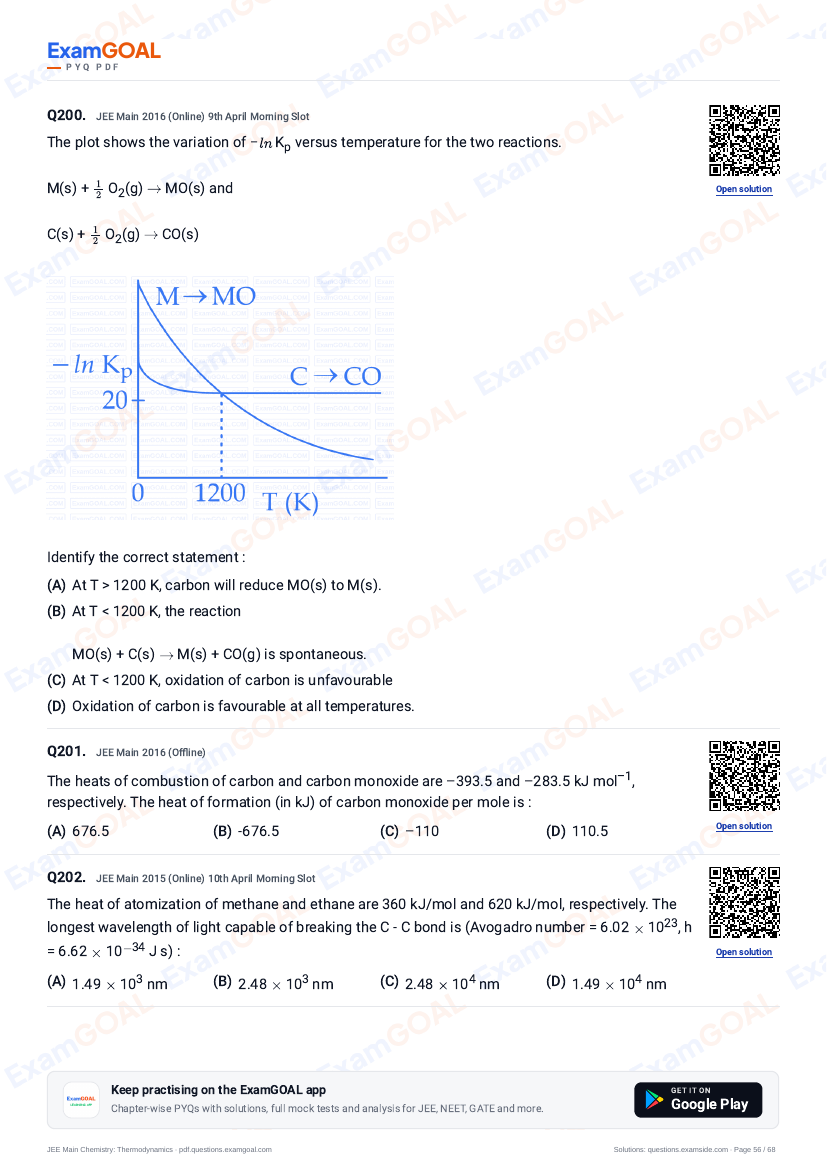 ExamGOAL
PYQ PDF
Q200. JEE Main 2016 (Online) 9th April Morning Slot
The plot shows the variation of −ln Kp versus temperature for the two reactions.
M(s) + 1/2 O2(g) → MO(s) and
C(s) + 1/2 O2(g) → CO(s)
Open solution
M→MO
− ln Kp
C → CO
20
0 1200 T (K)
Identify the correct statement :
(A) At T > 1200 K, carbon will reduce MO(s) to M(s).
(B) At T < 1200 K, the reaction
MO(s) + C(s) → M(s) + CO(g) is spontaneous.
(C) At T < 1200 K, oxidation of carbon is unfavourable
(D) Oxidation of carbon is favourable at all temperatures.
Q201. JEE Main 2016 (Offline)
The heats of combustion of carbon and carbon monoxide are −393.5 and −283.5 kJ mol⁻¹,
respectively. The heat of formation (in kJ) of carbon monoxide per mole is :
(A) 676.5 (B) -676.5 (C) −110 (D) 110.5
Open solution
Q202. JEE Main 2015 (Online) 10th April Morning Slot
The heat of atomization of methane and ethane are 360 kJ/mol and 620 kJ/mol, respectively. The
longest wavelength of light capable of breaking the C - C bond is (Avogadro number = 6.02 × 10²³, h
= 6.62 × 10⁻³⁴ J s) :
(A) 1.49 × 10³ nm (B) 2.48 × 10³ nm (C) 2.48 × 10⁴ nm (D) 1.49 × 10⁴ nm
Open solution
Keep practising on the ExamGOAL app
Chapter-wise PYQs with solutions, full mock tests and analysis for JEE, NEET, GATE and more.
GET IT ON
Google Play
JEE Main Chemistry: Thermodynamics · pdf.questions.examgoal.com
Solutions: questions.examside.com · Page 56 / 68